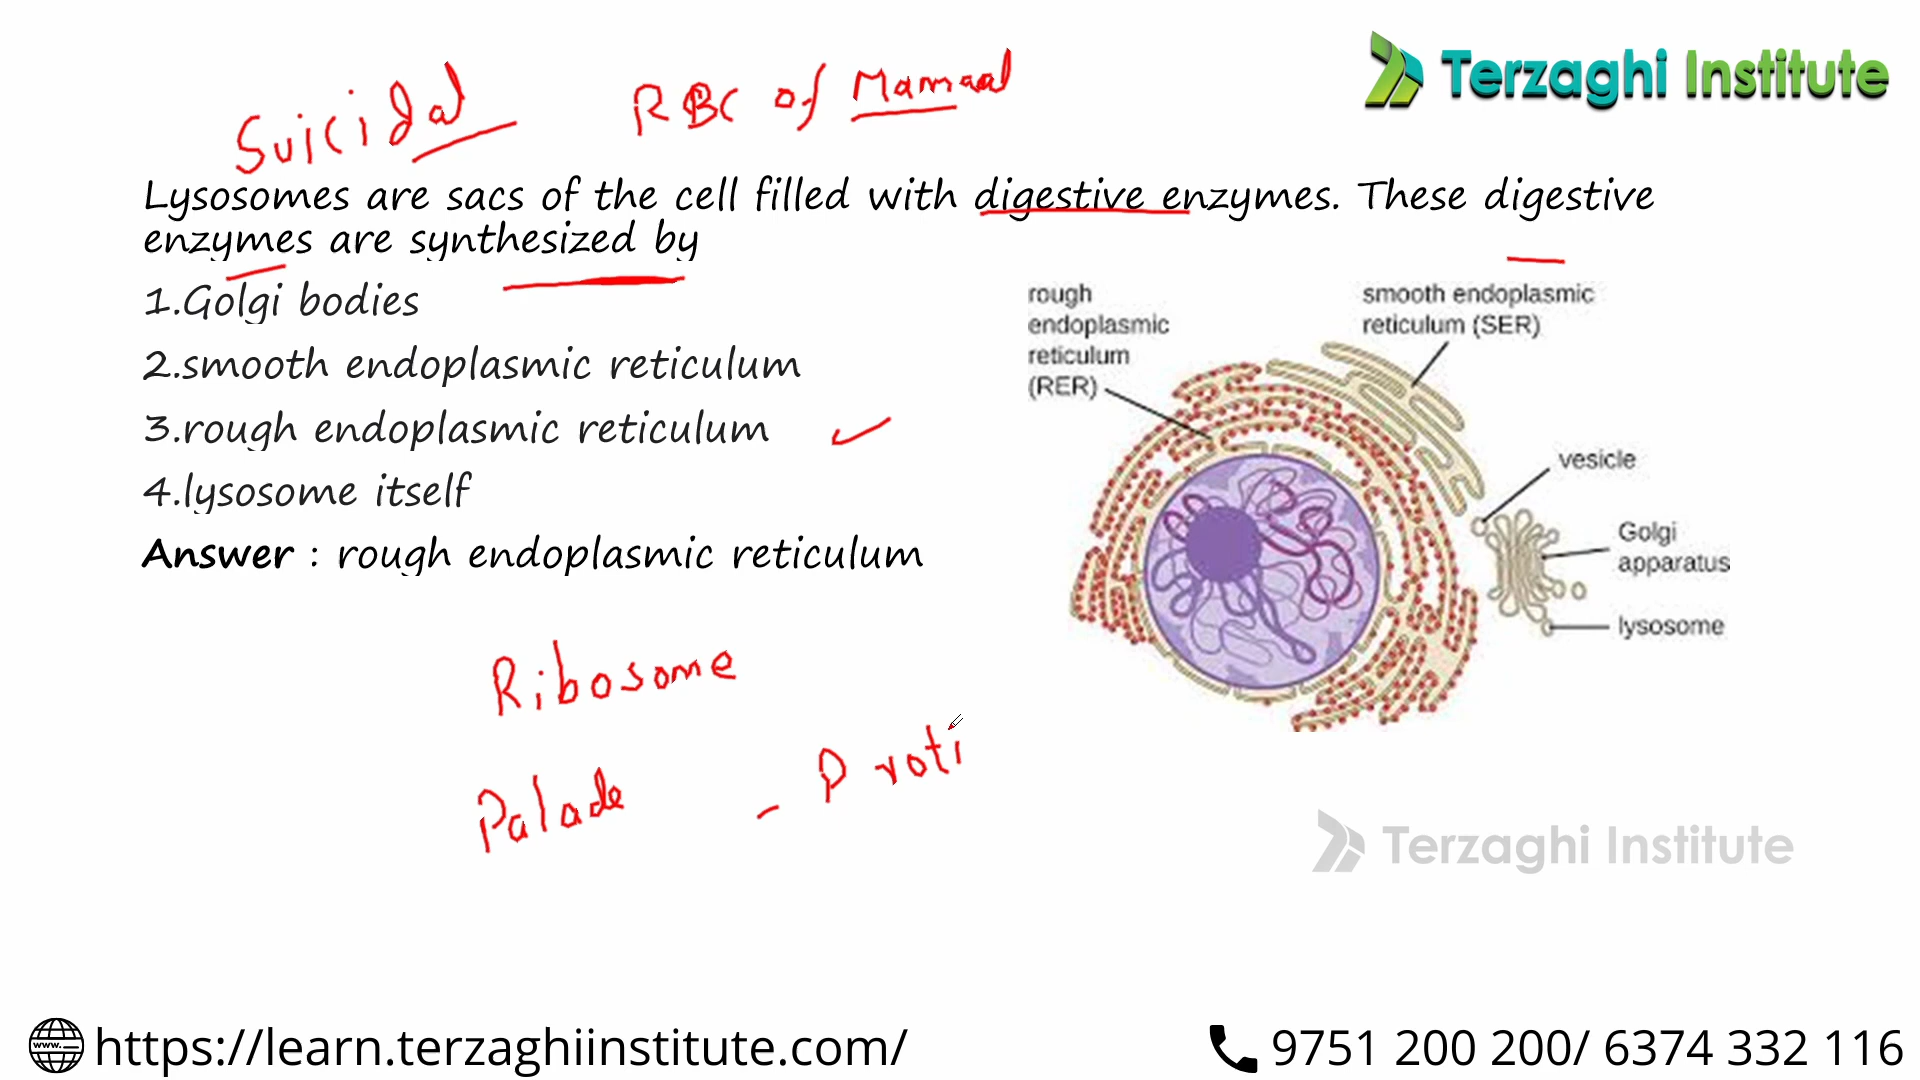 Terzaghi Institute
Suicidal
RBC of Mamaal
Lysosomes are sacs of the cell filled with digestive enzymes. These digestive
enzymes are synthesized by
1.Golgi bodies
2.smooth endoplasmic reticulum
3.rough endoplasmic reticulum
4.lysosome itself
Answer : rough endoplasmic reticulum
rough
endoplasmic
reticulum
(RER)
smooth endoplasmic
reticulum (SER)
vesicle
Golgi
apparatus
lysosome
Ribosome
Palade - Proti
Terzaghi Institute
www...
https://learn.terzaghiinstitute.com/
9751 200 200/ 6374 332 116